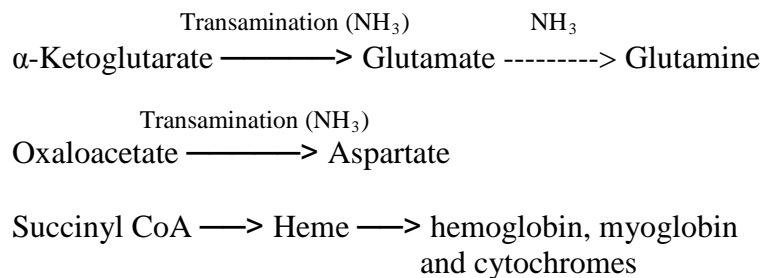 Transamination (NH₃) NH₃
α-Ketoglutarate ———> Glutamate ---------> Glutamine
Transamination (NH₃)
Oxaloacetate ———> Aspartate
Succinyl CoA —–> Heme —–> hemoglobin, myoglobin
and cytochromes